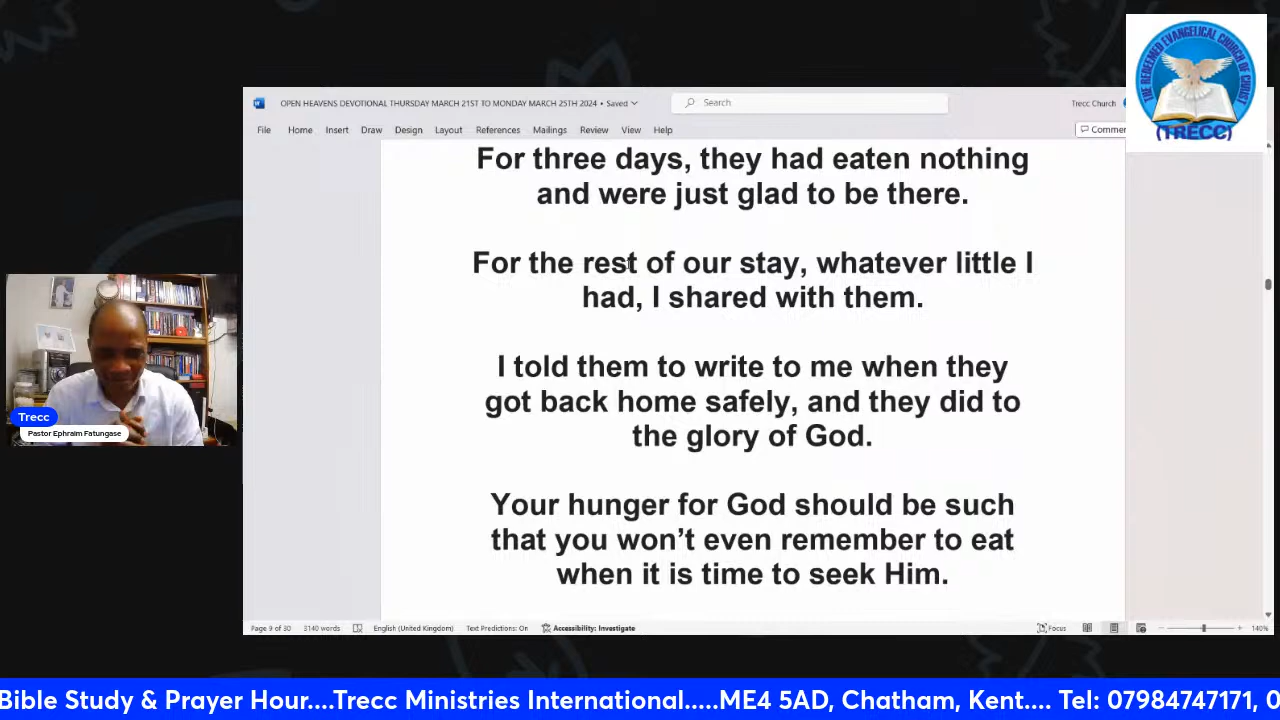 THE REDEEMED EVANGELICAL CHURCH OF CHRIST
(TRECC)
OPEN HEAVENS DEVOTIONAL THURSDAY MARCH 21ST TO MONDAY MARCH 25TH 2024 • Saved
Search
Trecc Church
File Home Insert Draw Design Layout References Mailings Review View Help
Commen
For three days, they had eaten nothing
and were just glad to be there.
For the rest of our stay, whatever little I
had, I shared with them.
I told them to write to me when they
got back home safely, and they did to
the glory of God.
Your hunger for God should be such
that you won’t even remember to eat
when it is time to seek Him.
Trecc
Pastor Ephraim Fatungase
Page 9 of 30 3140 words English (United Kingdom) Text Predictions: On Accessibility: Investigate Focus 140%
Bible Study & Prayer Hour....Trecc Ministries International.....ME4 5AD, Chatham, Kent.... Tel: 07984747171, 0